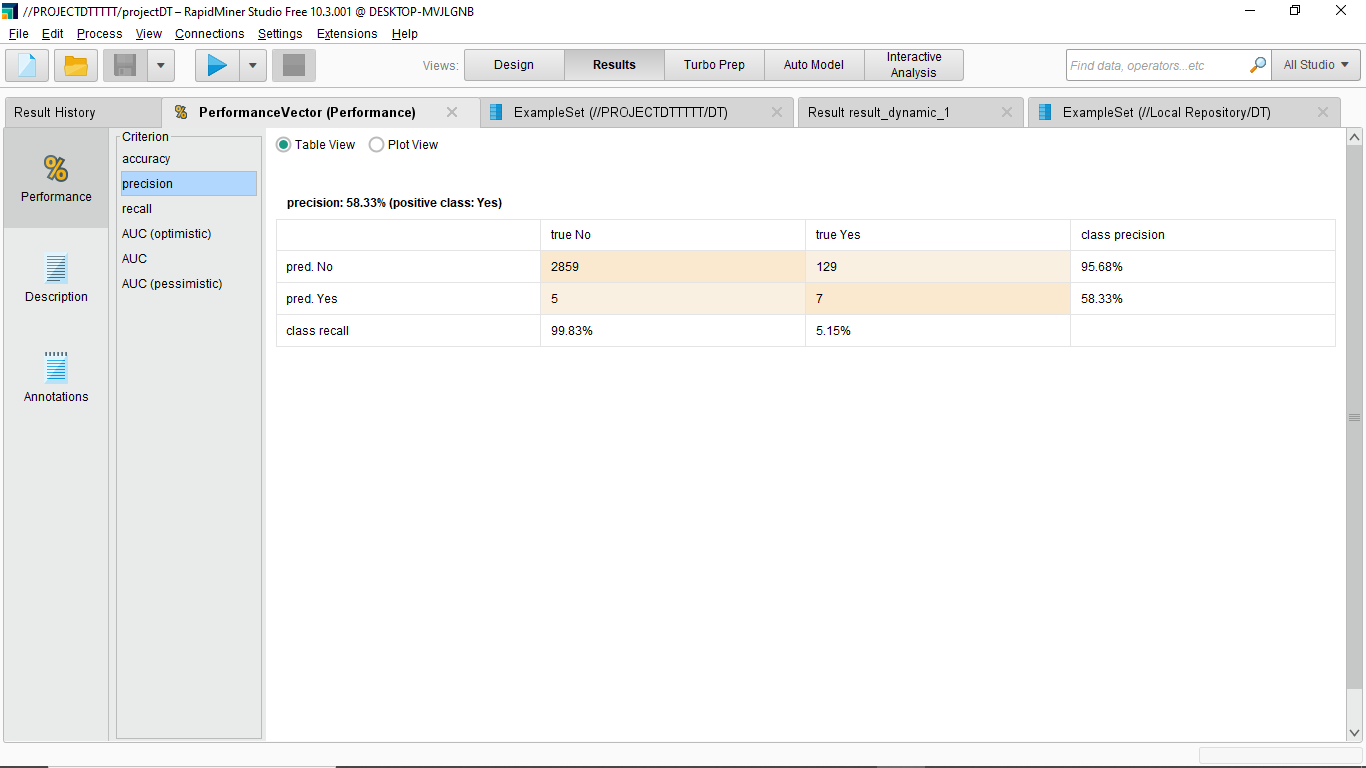 //PROJECTDTTTTT/projectDT – RapidMiner Studio Free 10.3.001 @ DESKTOP-MVJLGNB
File Edit Process View Connections Settings Extensions Help
Views: Design Results Turbo Prep Auto Model Interactive Analysis Find data, operators...etc All Studio
Result History PerformanceVector (Performance) ExampleSet (//PROJECTDTTTTT/DT) Result result_dynamic_1 ExampleSet (//Local Repository/DT)
%
Performance
Description
Annotations
Criterion
accuracy
precision
recall
AUC (optimistic)
AUC
AUC (pessimistic)
Table View Plot View
precision: 58.33% (positive class: Yes)
true No true Yes class precision
pred. No 2859 129 95.68%
pred. Yes 5 7 58.33%
class recall 99.83% 5.15%